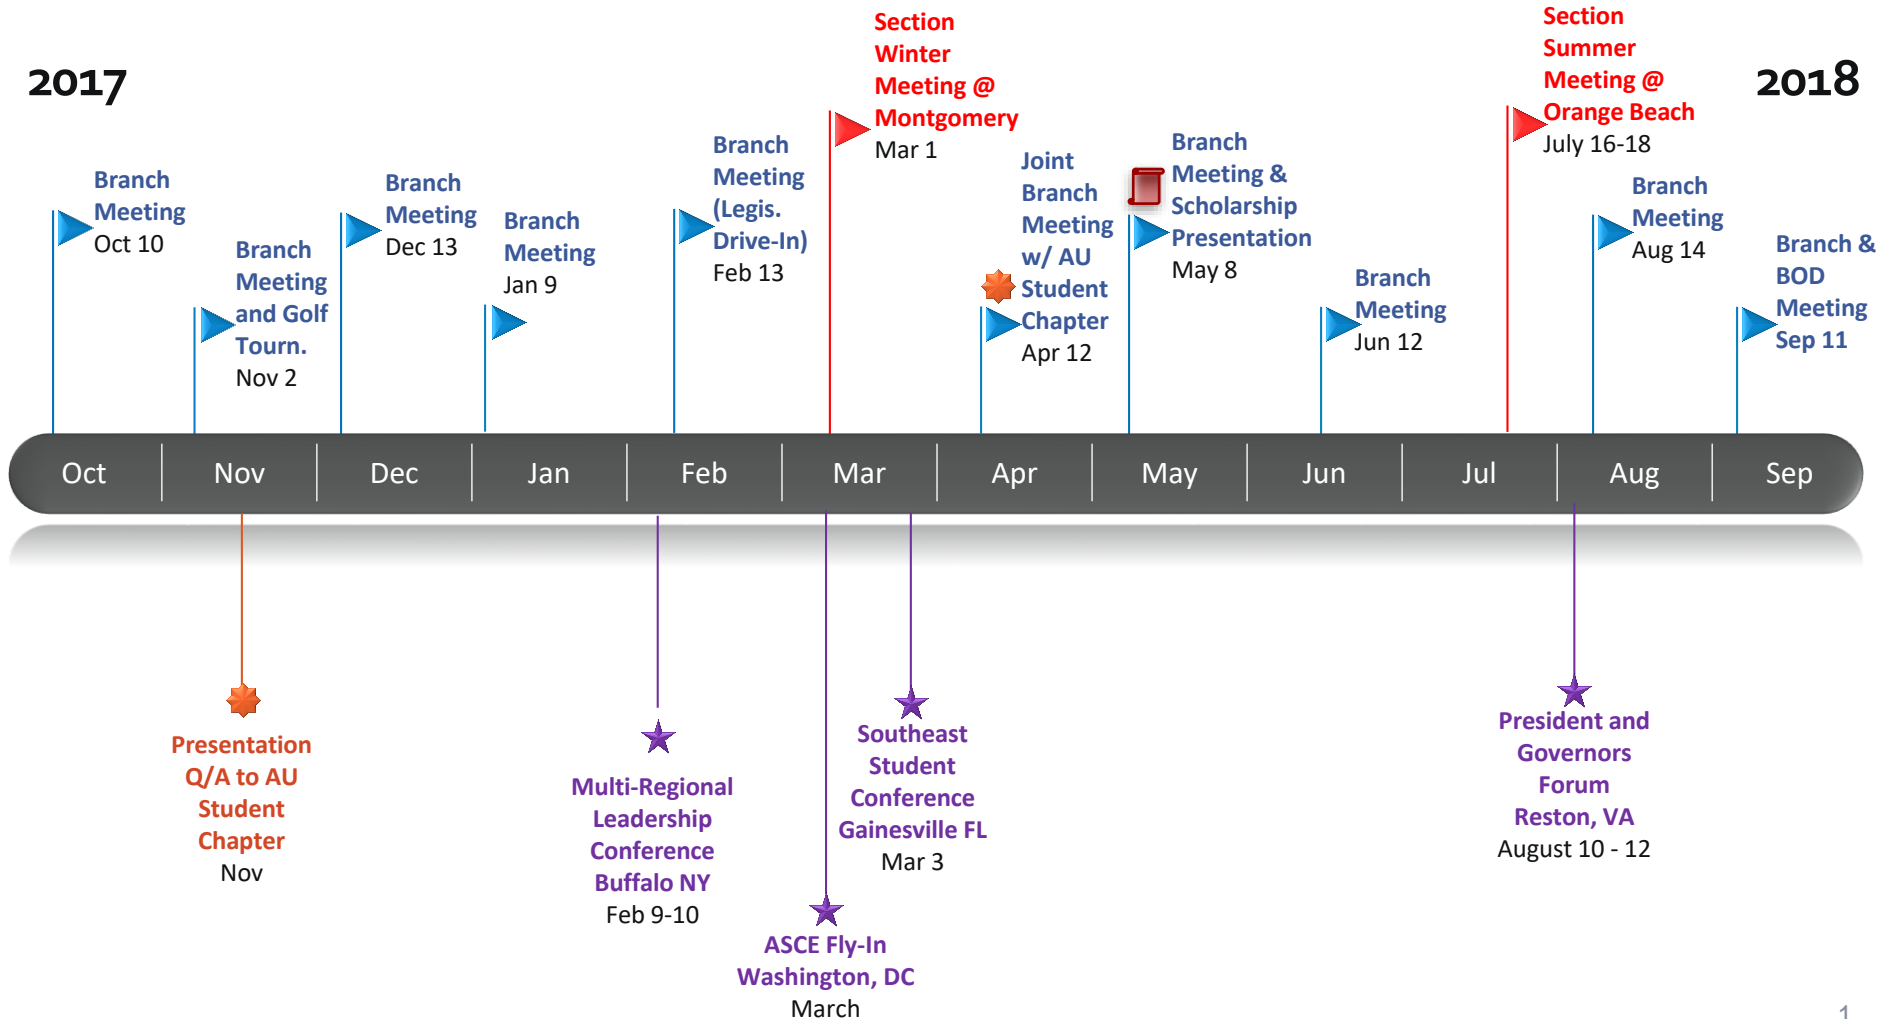 2017
2018
Branch
Meeting
Oct 10
Branch
Meeting
and Golf
Tourn.
Nov 2
Branch
Meeting
Dec 13
Branch
Meeting
Jan 9
Branch
Meeting
(Legis.
Drive-In)
Feb 13
Section
Winter
Meeting @
Montgomery
Mar 1
Joint
Branch
Meeting
w/ AU
Student
Chapter
Apr 12
Branch
Meeting &
Scholarship
Presentation
May 8
Branch
Meeting
Jun 12
Section
Summer
Meeting @
Orange Beach
July 16-18
Branch
Meeting
Aug 14
Branch &
BOD
Meeting
Sep 11
Oct Nov Dec Jan Feb Mar Apr May Jun Jul Aug Sep
Presentation
Q/A to AU
Student
Chapter
Nov
Multi-Regional
Leadership
Conference
Buffalo NY
Feb 9-10
ASCE Fly-In
Washington, DC
March
Southeast
Student
Conference
Gainesville FL
Mar 3
President and
Governors
Forum
Reston, VA
August 10 - 12
1